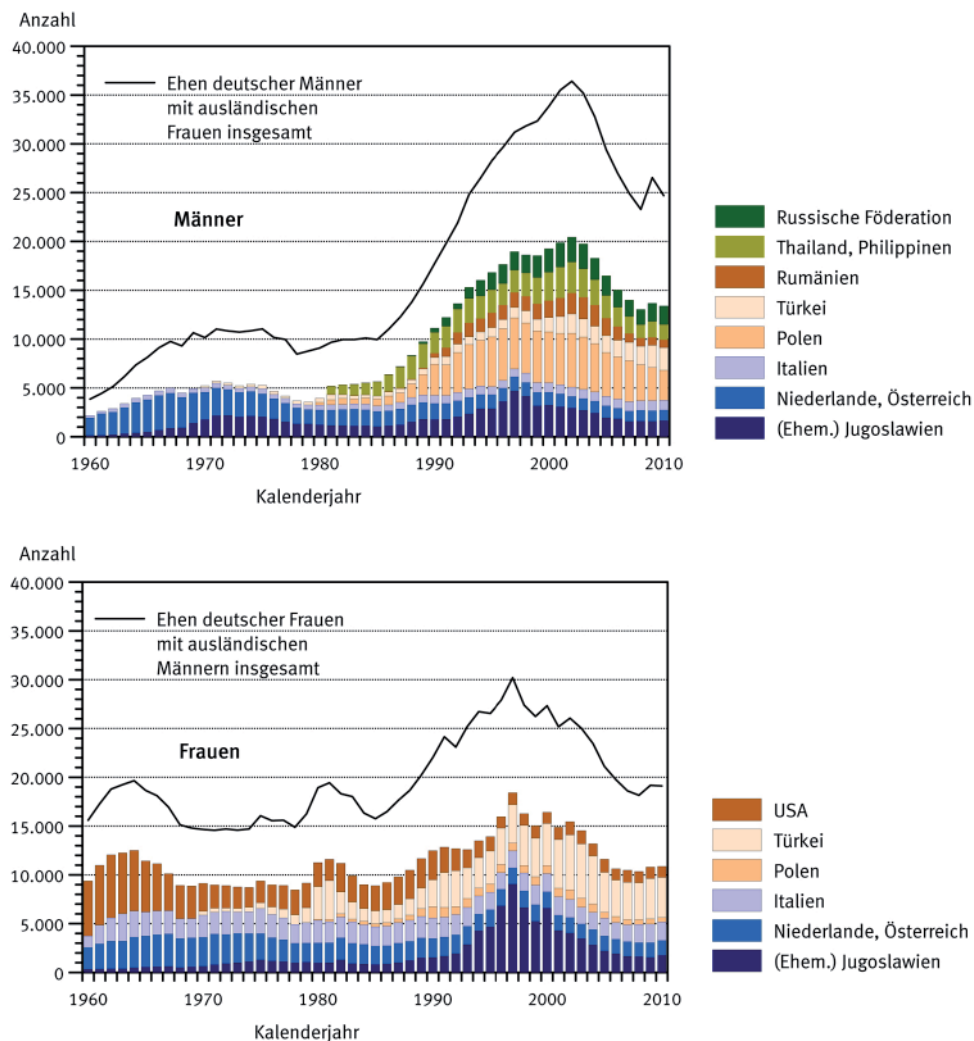 Anzahl
40.000
35.000
30.000
25.000
20.000
15.000
10.000
5.000
0
Ehen deutscher Männer
mit ausländischen
Frauen insgesamt
Männer
1960 1970 1980 1990 2000 2010
Kalenderjahr
Russische Föderation
Thailand, Philippinen
Rumänien
Türkei
Polen
Italien
Niederlande, Österreich
(Ehem.) Jugoslawien
Anzahl
40.000
35.000
30.000
25.000
20.000
15.000
10.000
5.000
0
Ehen deutscher Frauen
mit ausländischen
Männern insgesamt
Frauen
1960 1970 1980 1990 2000 2010
Kalenderjahr
USA
Türkei
Polen
Italien
Niederlande, Österreich
(Ehem.) Jugoslawien